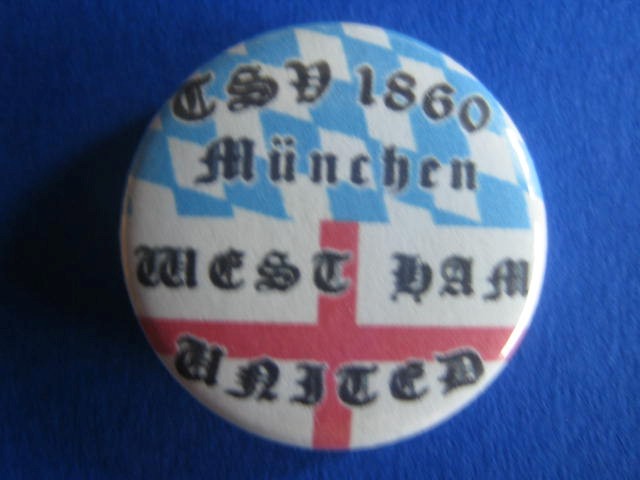 TSV 1860
München
WEST HAM
UNITED